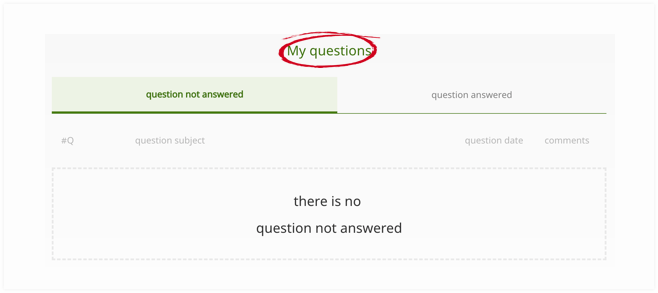 My questions
question not answered
question answered
#Q question subject question date comments
there is no
question not answered